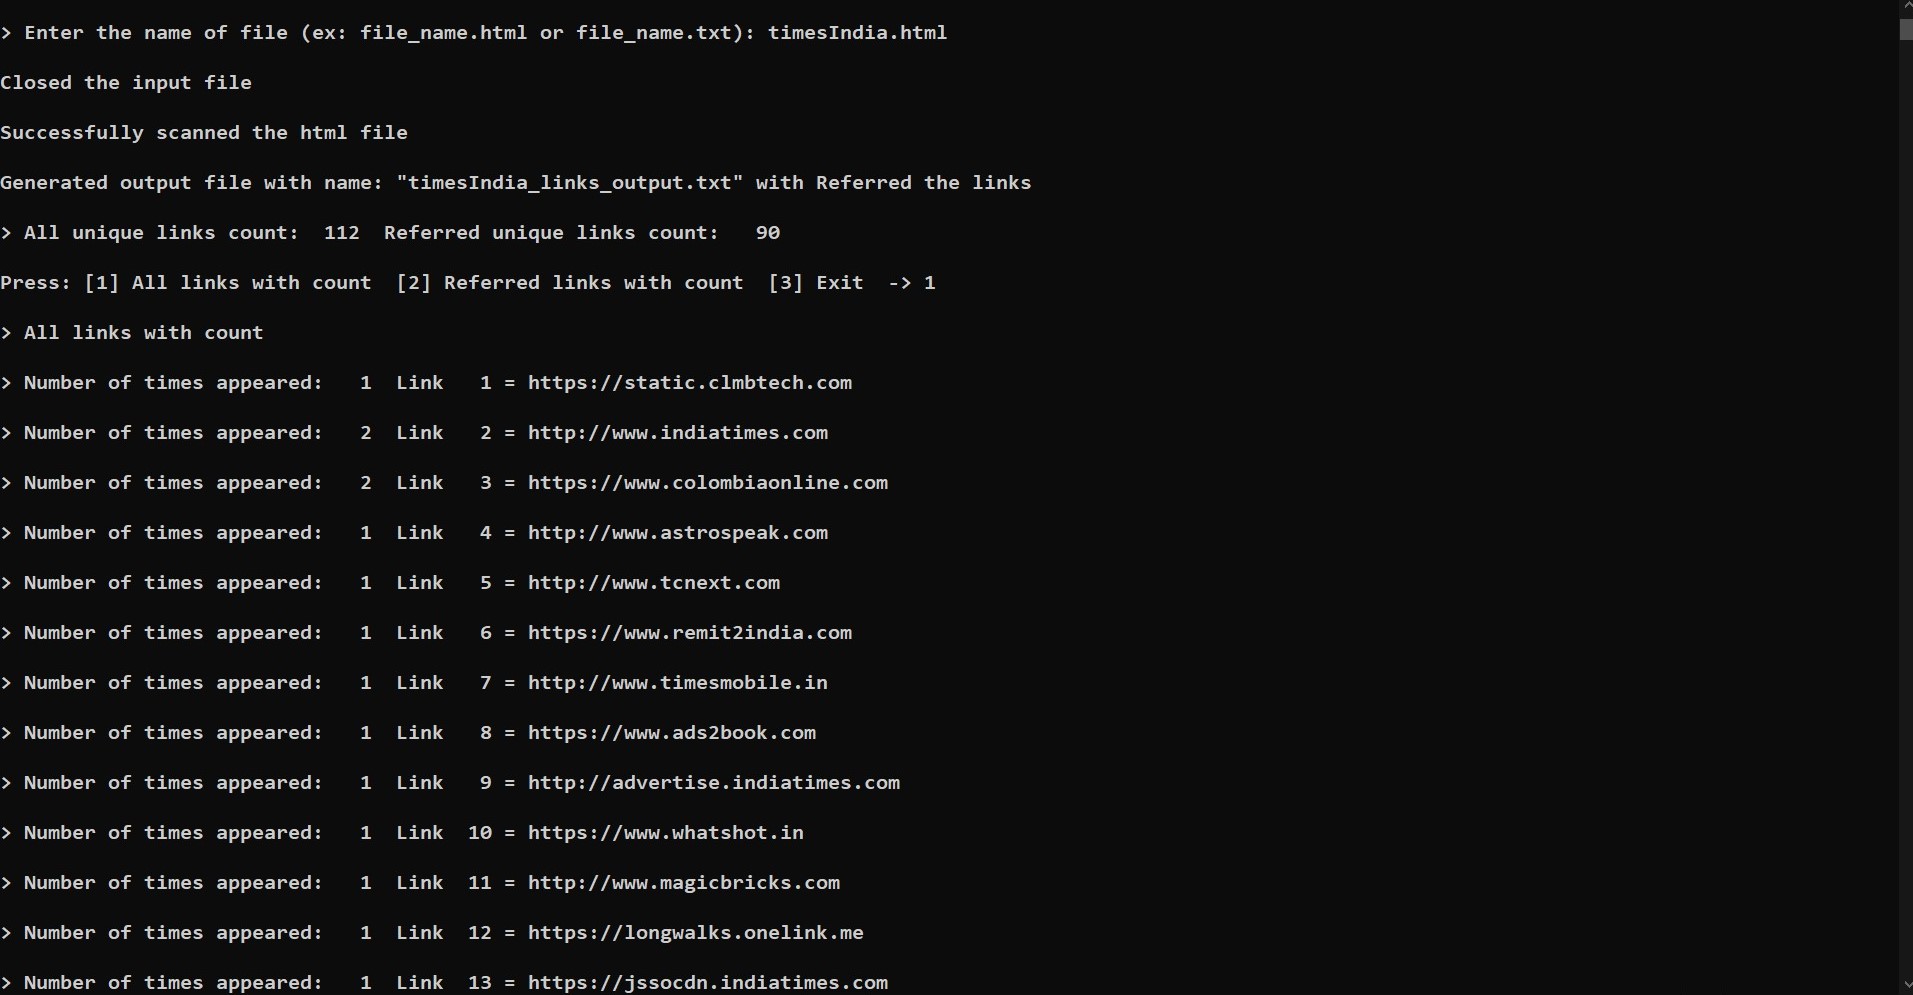 > Enter the name of file (ex: file_name.html or file_name.txt): timesIndia.html
Closed the input file
Successfully scanned the html file
Generated output file with name: "timesIndia_links_output.txt" with Referred the links
> All unique links count:  112  Referred unique links count:   90
Press: [1] All links with count  [2] Referred links with count  [3] Exit  -> 1
> All links with count
> Number of times appeared:   1  Link   1 = https://static.clmbtech.com
> Number of times appeared:   2  Link   2 = http://www.indiatimes.com
> Number of times appeared:   2  Link   3 = https://www.colombiaonline.com
> Number of times appeared:   1  Link   4 = http://www.astrospeak.com
> Number of times appeared:   1  Link   5 = http://www.tcnext.com
> Number of times appeared:   1  Link   6 = https://www.remit2india.com
> Number of times appeared:   1  Link   7 = http://www.timesmobile.in
> Number of times appeared:   1  Link   8 = https://www.ads2book.com
> Number of times appeared:   1  Link   9 = http://advertise.indiatimes.com
> Number of times appeared:   1  Link  10 = https://www.whatshot.in
> Number of times appeared:   1  Link  11 = http://www.magicbricks.com
> Number of times appeared:   1  Link  12 = https://longwalks.onelink.me
> Number of times appeared:   1  Link  13 = https://jssocdn.indiatimes.com